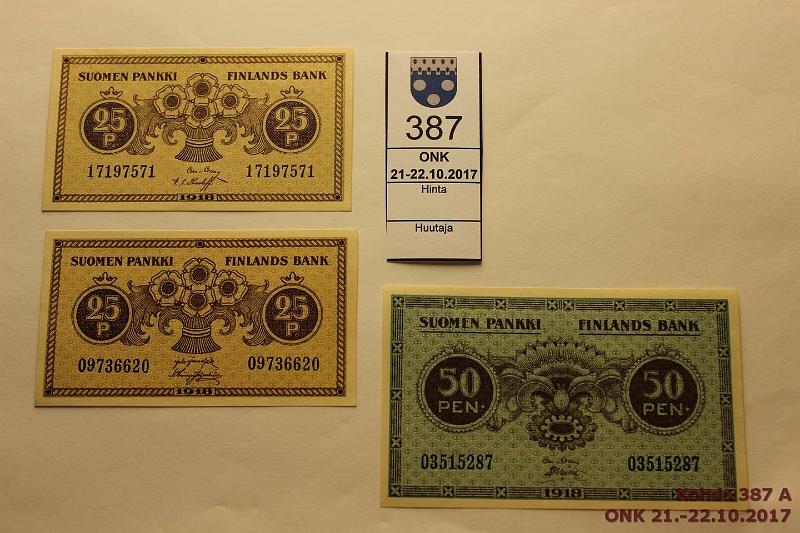 SUOMEN PANKKI FINLANDS BANK
25 P 25 P
17197571 17197571
1918
SUOMEN PANKKI FINLANDS BANK
25 P 25 P
09736620 09736620
1918
387
ONK
21-22.10.2017
Hinta
Huutaja
SUOMEN PANKKI FINLANDS BANK
50 PEN. 50 PEN.
03515287 03515287
1918
Kohde 387 A
ONK 21.-22.10.2017